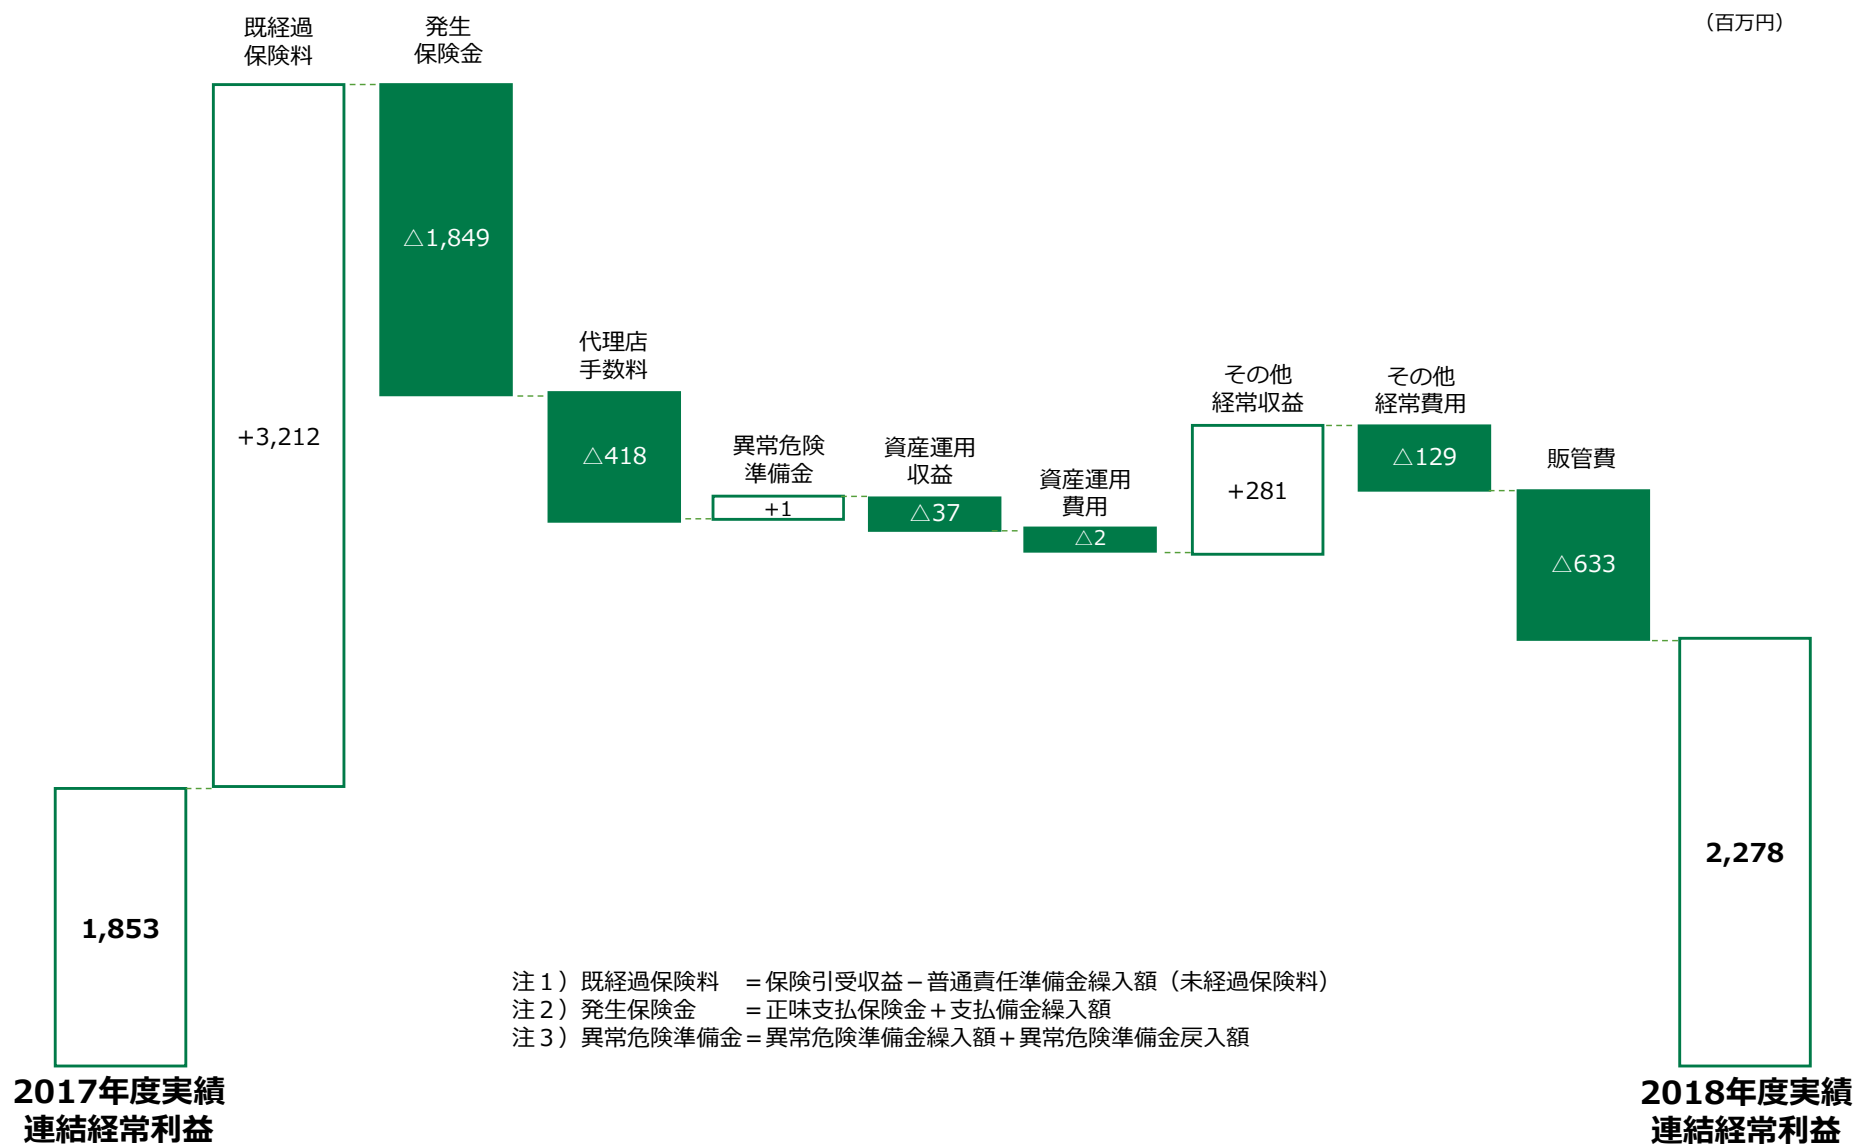 （百万円）
既経過
保険料
発生
保険金
△1,849
代理店
手数料
+3,212
△418
異常危険
準備金
+1
資産運用
収益
△37
資産運用
費用
△2
その他
経常収益
+281
その他
経常費用
△129
販管費
△633
2,278
1,853
注１）既経過保険料　＝保険引受収益－普通責任準備金繰入額（未経過保険料）
注２）発生保険金　　＝正味支払保険金＋支払備金繰入額
注３）異常危険準備金＝異常危険準備金繰入額＋異常危険準備金戻入額
2017年度実績
連結経常利益
2018年度実績
連結経常利益